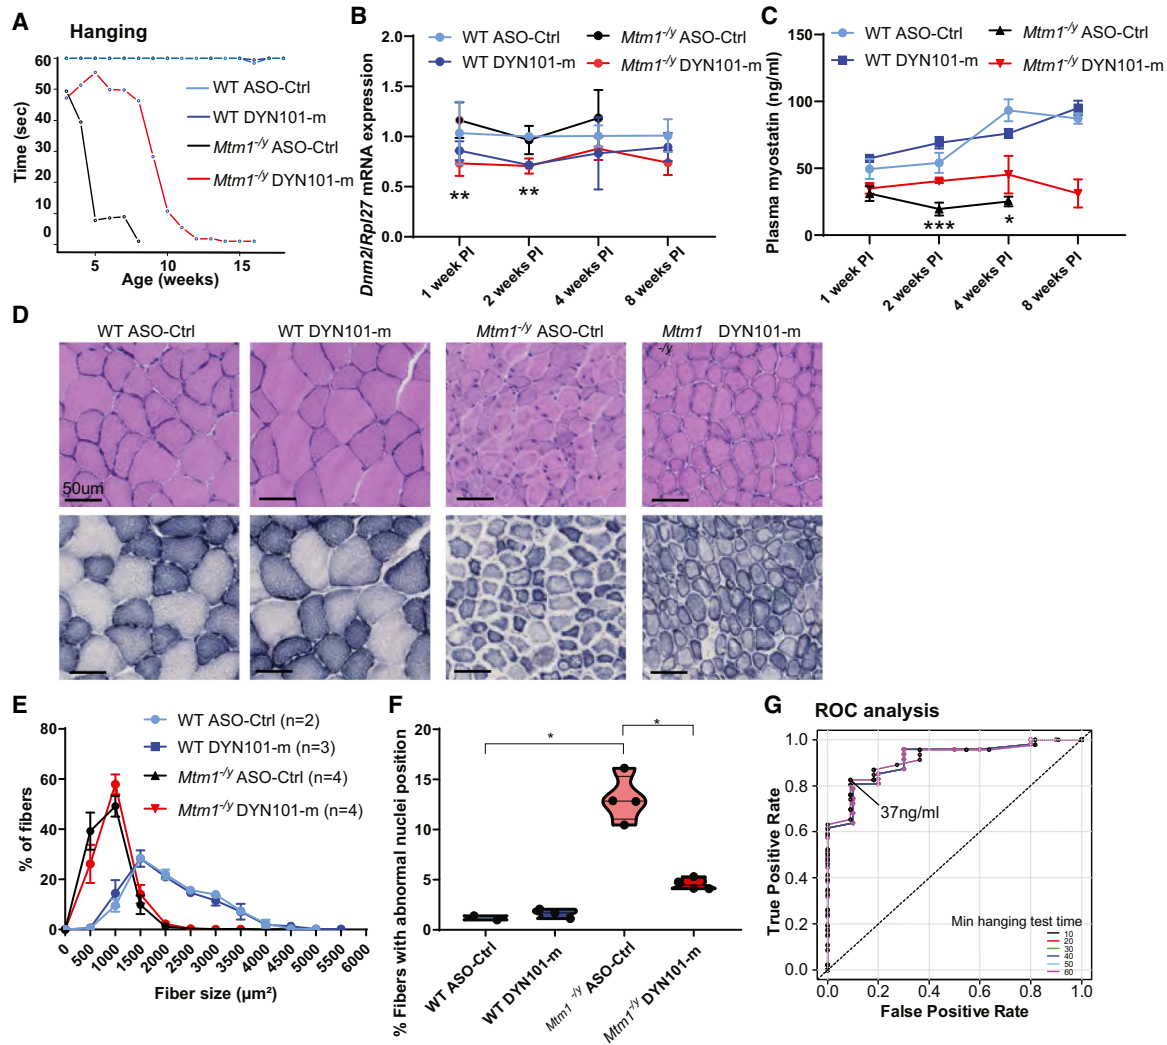 A
Hanging
Time (sec)
60
50
40
30
20
10
0
WT ASO-Ctrl
WT DYN101-m
Mtm1-/y ASO-Ctrl
Mtm1-/y DYN101-m
5
10
15
Age (weeks)
B
Dnm2/Rpl27 mRNA expression
2.0
1.5
1.0
0.5
0.0
WT ASO-Ctrl
WT DYN101-m
Mtm1-/y ASO-Ctrl
Mtm1-/y DYN101-m
**
**
1 week PI
2 weeks PI
4 weeks PI
8 weeks PI
C
Plasma myostatin (ng/ml)
150
100
50
0
WT ASO-Ctrl
WT DYN101-m
Mtm1-/y ASO-Ctrl
Mtm1-/y DYN101-m
***
*
1 week PI
2 weeks PI
4 weeks PI
8 weeks PI
D
WT ASO-Ctrl
WT DYN101-m
Mtm1-/y ASO-Ctrl
Mtm1 DYN101-m
-/y
50um
E
% of fibers
80
60
40
20
0
WT ASO-Ctrl (n=2)
WT DYN101-m (n=3)
Mtm1-/y ASO-Ctrl (n=4)
Mtm1-/y DYN101-m (n=4)
0
500
1000
1500
2000
2500
3000
3500
4000
4500
5000
5500
6000
Fiber size (µm²)
F
% Fibers with abnormal nuclei position
20
15
10
5
0
*
*
WT ASO-Ctrl
WT DYN101-m
Mtm1 -/y ASO-Ctrl
Mtm1-/y DYN101-m
G
ROC analysis
True Positive Rate
1.0
0.8
0.6
0.4
0.2
0.0
37ng/ml
Min hanging test time
10
20
30
40
50
60
0.0
0.2
0.4
0.6
0.8
1.0
False Positive Rate